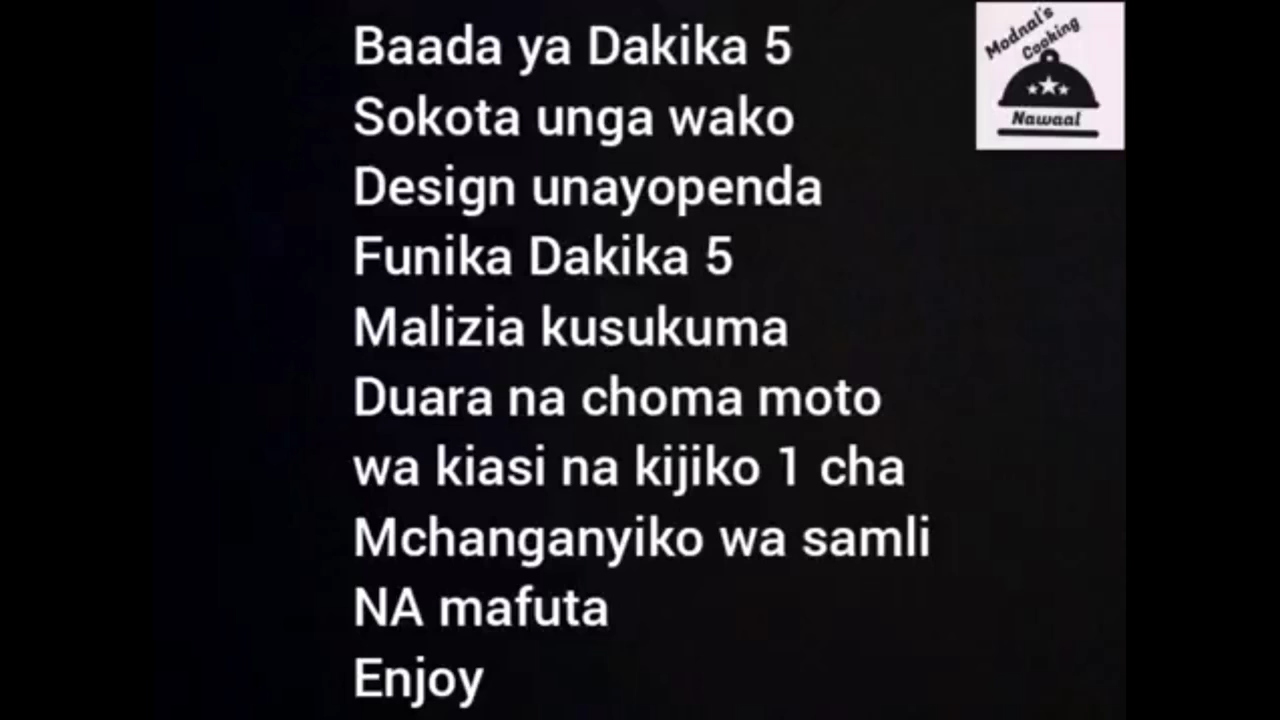 Modnal's
Cooking
Nawaal
Baada ya Dakika 5
Sokota unga wako
Design unayopenda
Funika Dakika 5
Malizia kusukuma
Duara na choma moto
wa kiasi na kijiko 1 cha
Mchanganyiko wa samli
NA mafuta
Enjoy